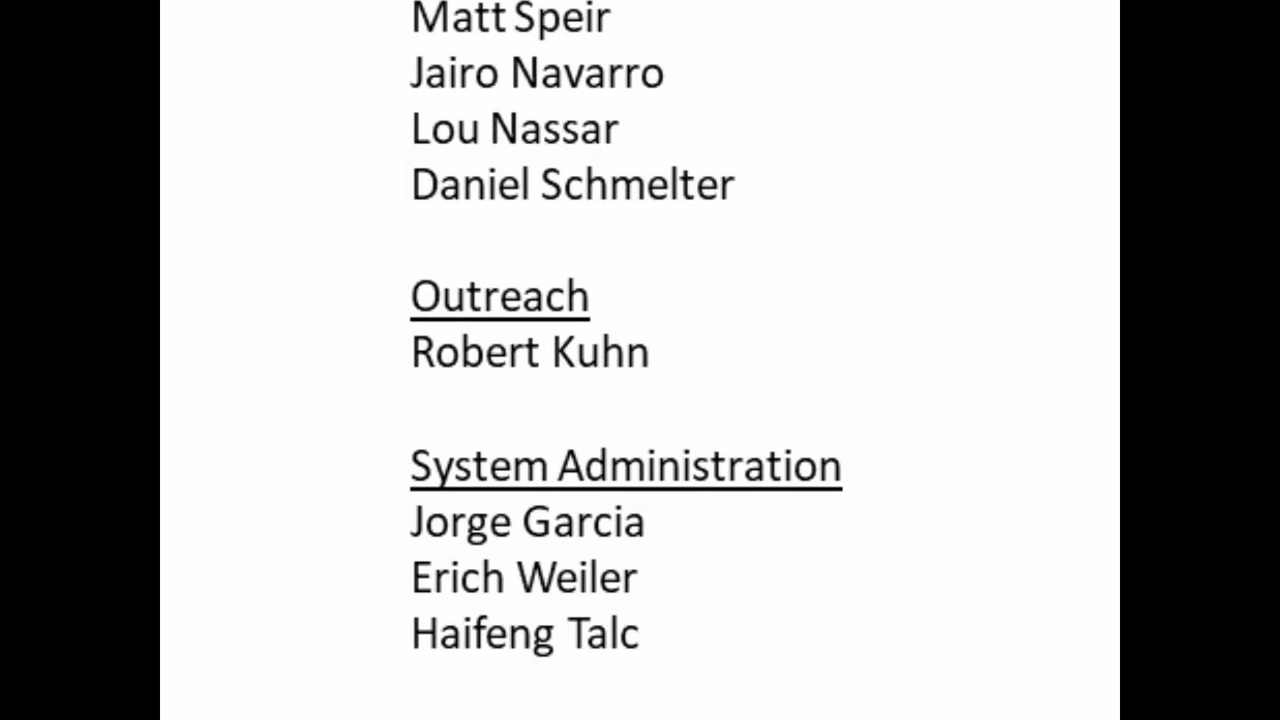 Matt Speir
Jairo Navarro
Lou Nassar
Daniel Schmelter
Outreach
Robert Kuhn
System Administration
Jorge Garcia
Erich Weiler
Haifeng Talc